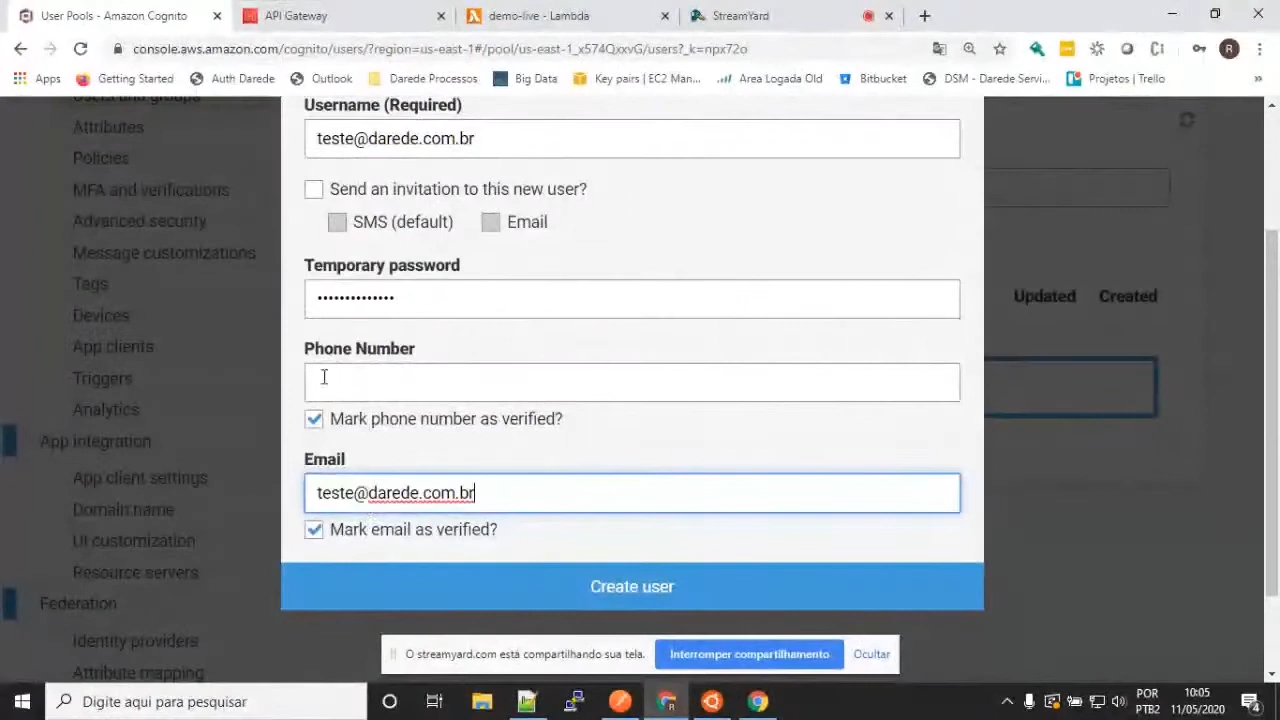 User Pools - Amazon Cognito
API Gateway
demo-live - Lambda
StreamYard
console.aws.amazon.com/cognito/users/?region=us-east-1#/pool/us-east-1_x574QxxvG/users?_k=npx72o
R
Apps
Getting Started
Auth Darede
Outlook
Darede Processos
Big Data
Key pairs | EC2 Man...
Area Logada Old
Bitbucket
DSM - Darede Servi...
Projetos | Trello
»
Users and groups
Attributes
Policies
MFA and verifications
Advanced security
Message customizations
Tags
Devices
App clients
Triggers
Analytics
App integration
App client settings
Domain name
UI customization
Resource servers
Federation
Identity providers
Attribute mapping
Username (Required)
teste@darede.com.br
Send an invitation to this new user?
SMS (default)
Email
Temporary password
••••••••••••••
Phone Number
Mark phone number as verified?
Email
teste@darede.com.br
Mark email as verified?
Create user
Updated
Created
O streamyard.com está compartilhando sua tela.
Interromper compartilhamento
Ocultar
Digite aqui para pesquisar
POR
PTB2
10:05
11/05/2020
4